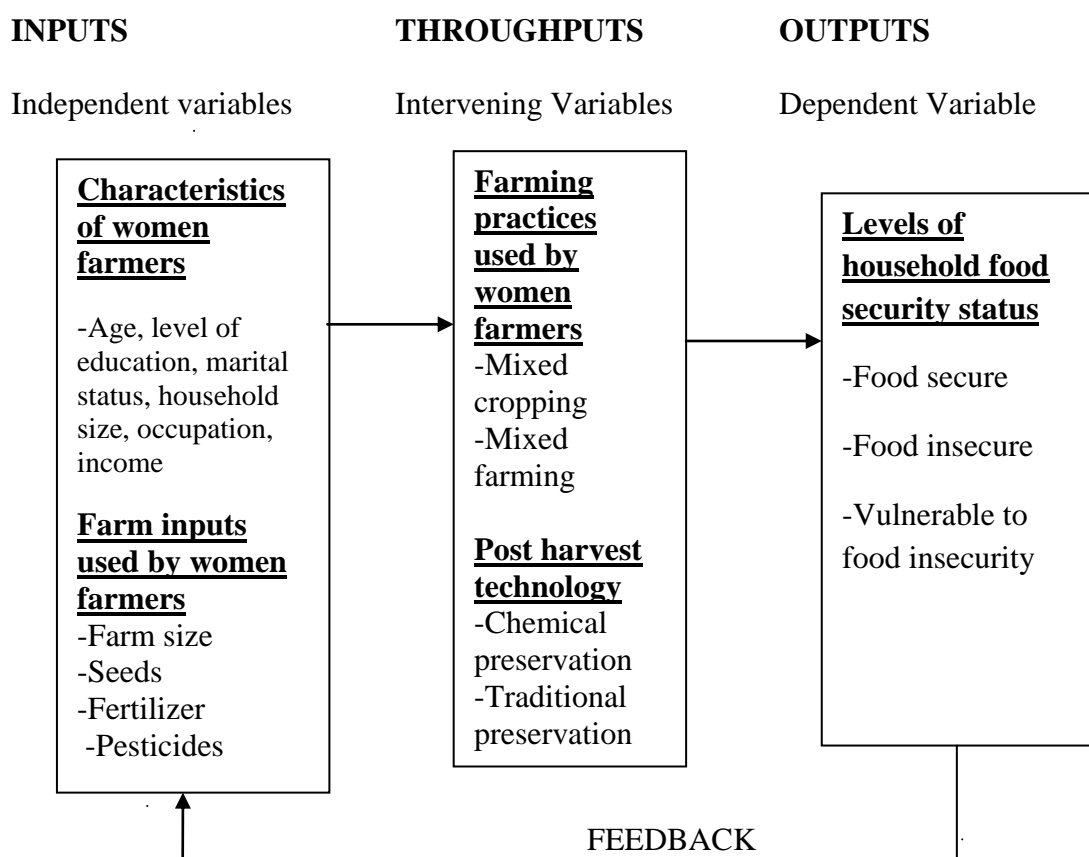 INPUTS
THROUGHPUTS
OUTPUTS
Independent variables
Intervening Variables
Dependent Variable
Characteristics
of women
farmers
-Age, level of
education, marital
status, household
size, occupation,
income
Farm inputs
used by women
farmers
-Farm size
-Seeds
-Fertilizer
-Pesticides
Farming
practices
used by
women
farmers
-Mixed
cropping
-Mixed
farming
Post harvest
technology
-Chemical
preservation
-Traditional
preservation
Levels of
household food
security status
-Food secure
-Food insecure
-Vulnerable to
food insecurity
FEEDBACK